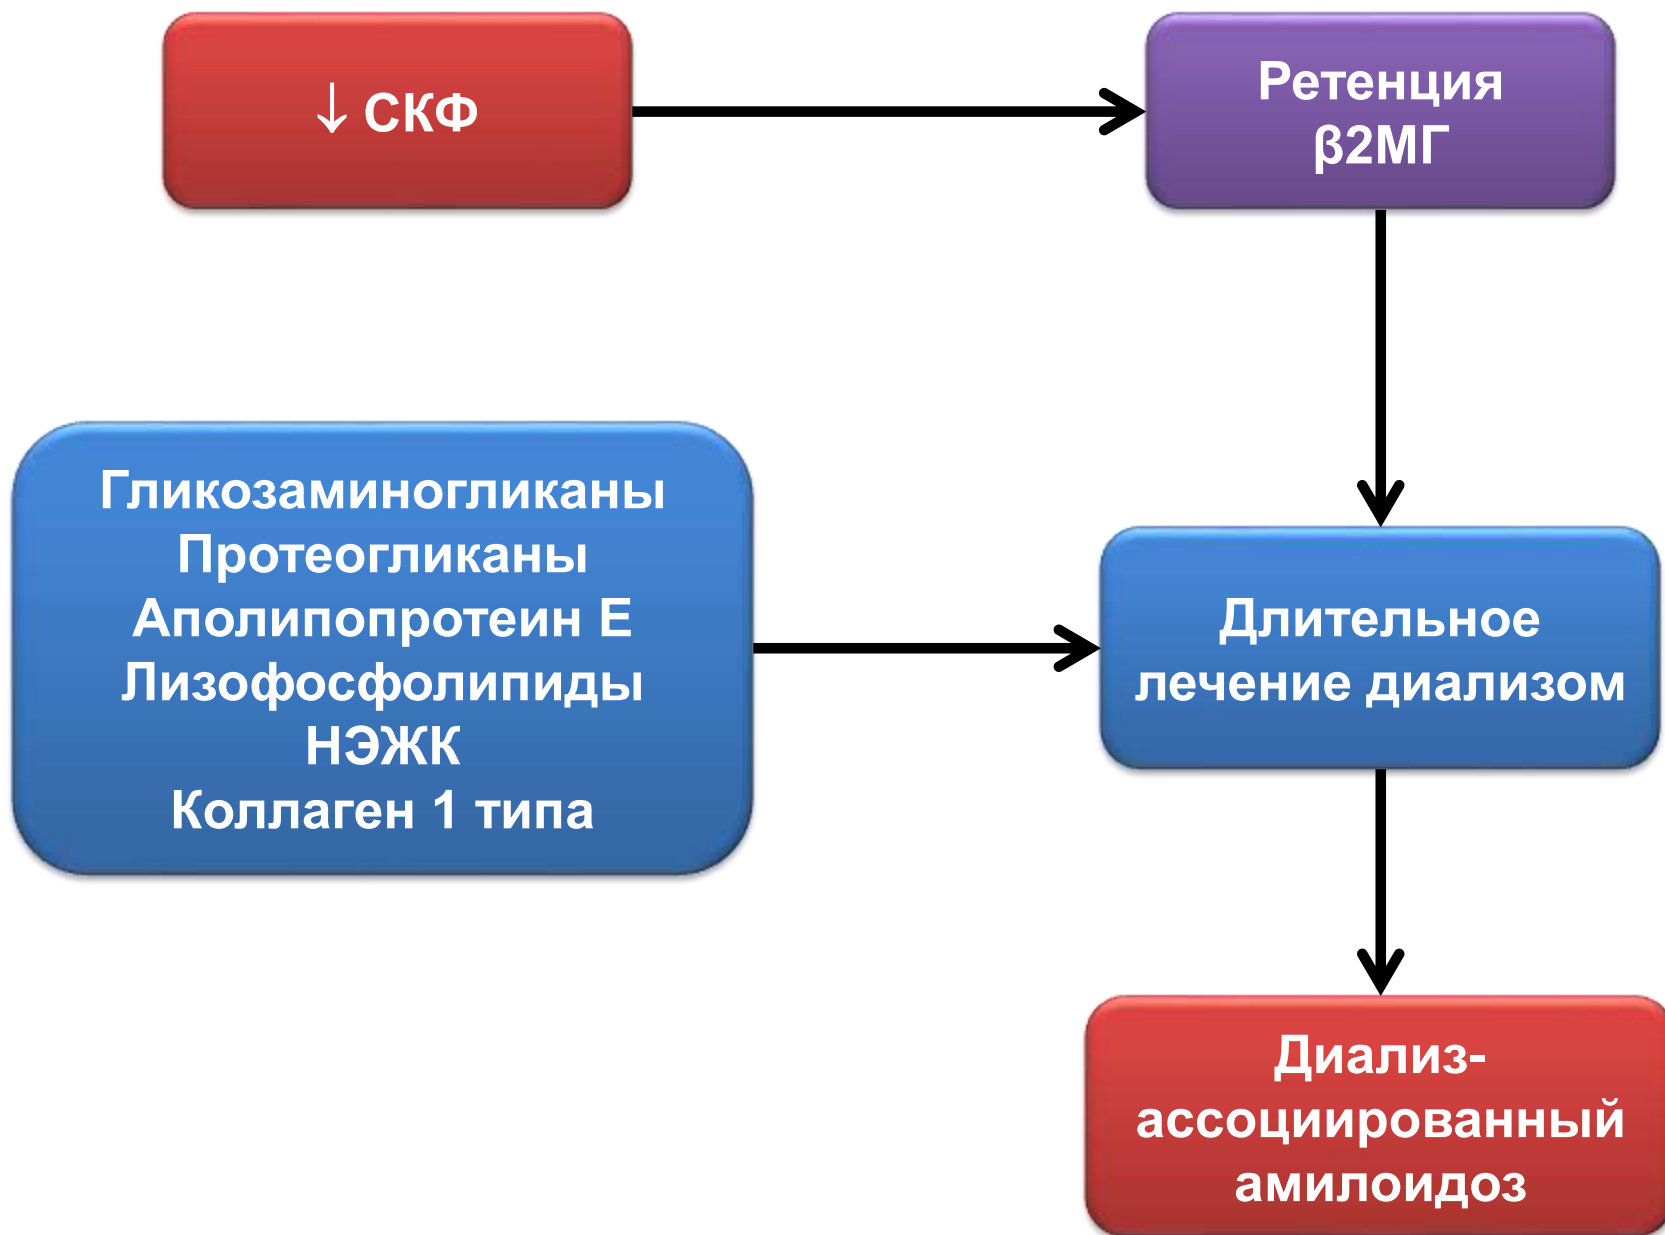 ↓ СКФ
Ретенция
β2МГ
Гликозаминогликаны
Протеогликаны
Аполипопротеин Е
Лизофосфолипиды
НЭЖК
Коллаген 1 типа
Длительное
лечение диализом
Диализ-
ассоциированный
амилоидоз